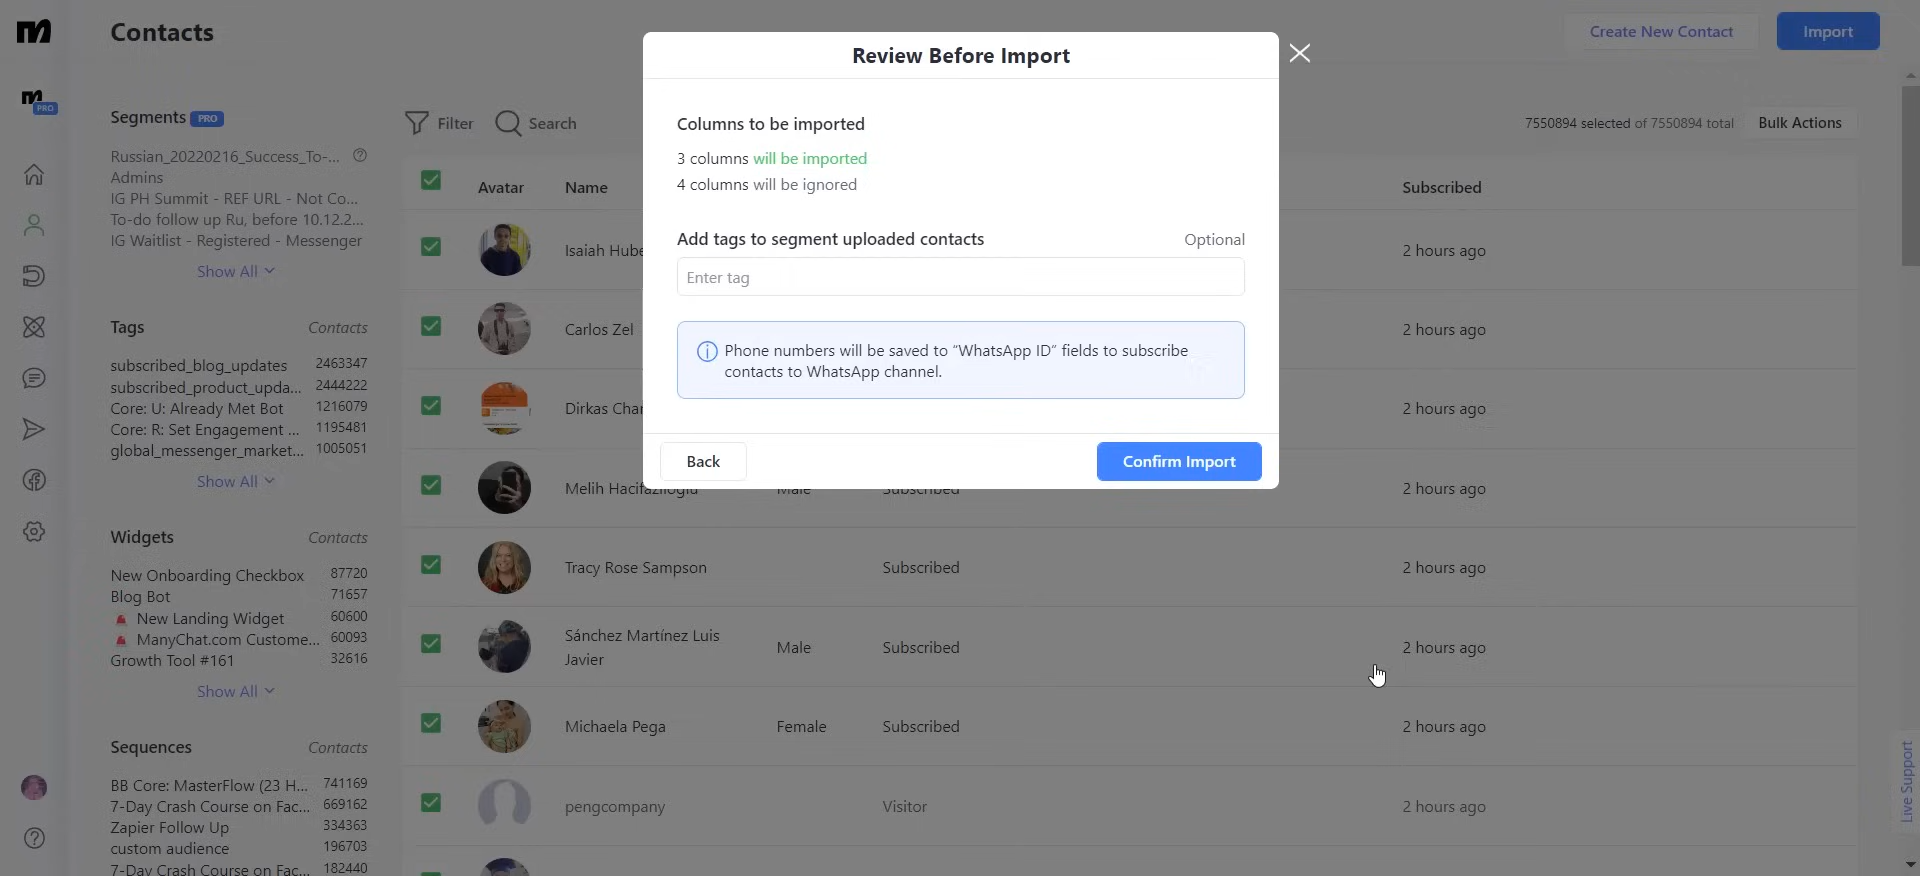 Contacts
Create New Contact
Import
PRO
Segments PRO
Russian_20220216_Success_To-...
Admins
IG PH Summit - REF URL - Not Co...
To-do follow up Ru, before 10.12.2...
IG Waitlist - Registered - Messenger
Show All
Tags Contacts
subscribed_blog_updates 2463347
subscribed_product_upda... 2444222
Core: U: Already Met Bot 1216079
Core: R: Set Engagement ... 1195481
global_messenger_market... 1005051
Show All
Widgets Contacts
New Onboarding Checkbox 87720
Blog Bot 71657
New Landing Widget 60600
ManyChat.com Custome... 60093
Growth Tool #161 32616
Show All
Sequences Contacts
BB Core: MasterFlow (23 H... 741169
7-Day Crash Course on Fac... 669162
Zapier Follow Up 334363
custom audience 196703
7-Day Crash Course on Fac... 182440
Filter Search
7550894 selected of 7550894 total Bulk Actions
Avatar Name Subscribed
Isaiah Hube 2 hours ago
Carlos Zel 2 hours ago
Dirkas Char 2 hours ago
Melih Hacifazlioglu Male Subscribed 2 hours ago
Tracy Rose Sampson Subscribed 2 hours ago
Sánchez Martínez Luis
Javier Male Subscribed 2 hours ago
Michaela Pega Female Subscribed 2 hours ago
pengcompany Visitor 2 hours ago
Review Before Import
Columns to be imported
3 columns will be imported
4 columns will be ignored
Add tags to segment uploaded contacts Optional
Enter tag
Phone numbers will be saved to “WhatsApp ID” fields to subscribe
contacts to WhatsApp channel.
Back Confirm Import
Live Support